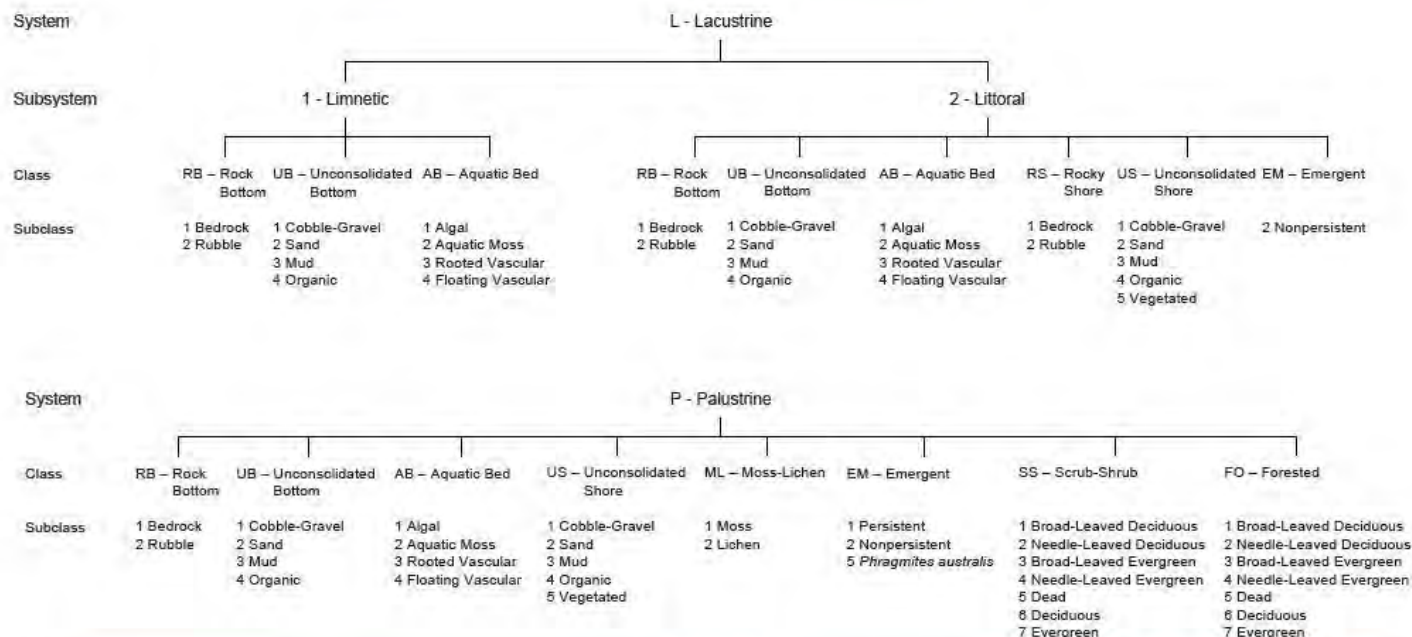 System L - Lacustrine
Subsystem 1 - Limnetic 2 - Littoral
Class RB – Rock Bottom UB – Unconsolidated Bottom AB – Aquatic Bed RB – Rock Bottom UB – Unconsolidated Bottom AB – Aquatic Bed RS – Rocky Shore US – Unconsolidated Shore EM – Emergent
Subclass 1 Bedrock 1 Cobble-Gravel 1 Algal 1 Bedrock 1 Cobble-Gravel 1 Algal 1 Bedrock 1 Cobble-Gravel 2 Nonpersistent
2 Rubble 2 Sand 2 Aquatic Moss 2 Rubble 2 Sand 2 Aquatic Moss 2 Rubble 2 Sand
3 Mud 3 Rooted Vascular 3 Mud 3 Rooted Vascular 3 Mud
4 Organic 4 Floating Vascular 4 Organic 4 Floating Vascular 4 Organic
5 Vegetated
System P - Palustrine
Class RB – Rock Bottom UB – Unconsolidated Bottom AB – Aquatic Bed US – Unconsolidated Shore ML – Moss-Lichen EM – Emergent SS – Scrub-Shrub FO – Forested
Subclass 1 Bedrock 1 Cobble-Gravel 1 Algal 1 Cobble-Gravel 1 Moss 1 Persistent 1 Broad-Leaved Deciduous 1 Broad-Leaved Deciduous
2 Rubble 2 Sand 2 Aquatic Moss 2 Sand 2 Lichen 2 Nonpersistent 2 Needle-Leaved Deciduous 2 Needle-Leaved Deciduous
3 Mud 3 Rooted Vascular 3 Mud 5 Phragmites australis 3 Broad-Leaved Evergreen 3 Broad-Leaved Evergreen
4 Organic 4 Floating Vascular 4 Organic 4 Needle-Leaved Evergreen 4 Needle-Leaved Evergreen
5 Vegetated 5 Dead 5 Dead
6 Deciduous 6 Deciduous
7 Evergreen 7 Evergreen